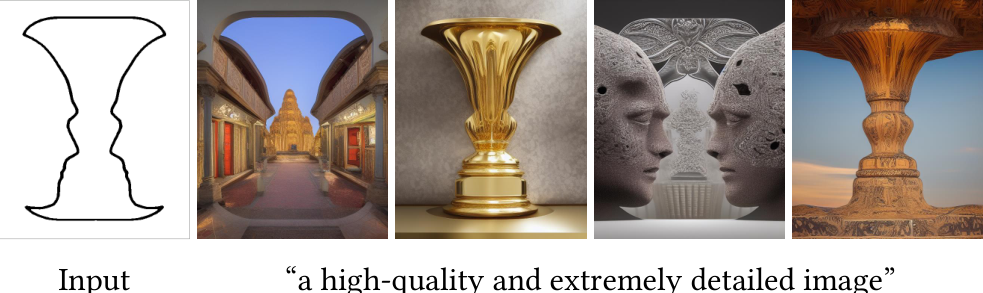 Input
“a high-quality and extremely detailed image”